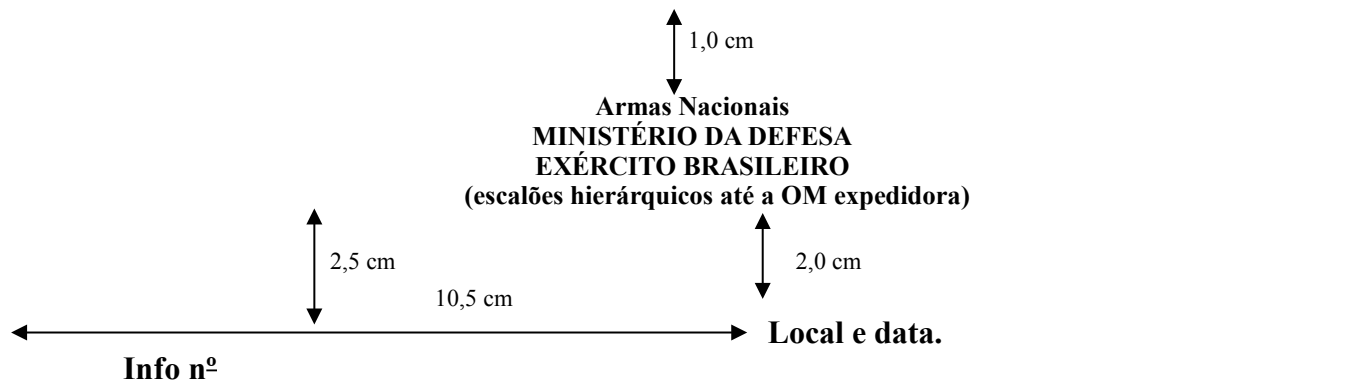 1,0 cm
Armas Nacionais
MINISTÉRIO DA DEFESA
EXÉRCITO BRASILEIRO
(escalões hierárquicos até a OM expedidora)
2,5 cm
2,0 cm
10,5 cm
Local e data.
Info nº